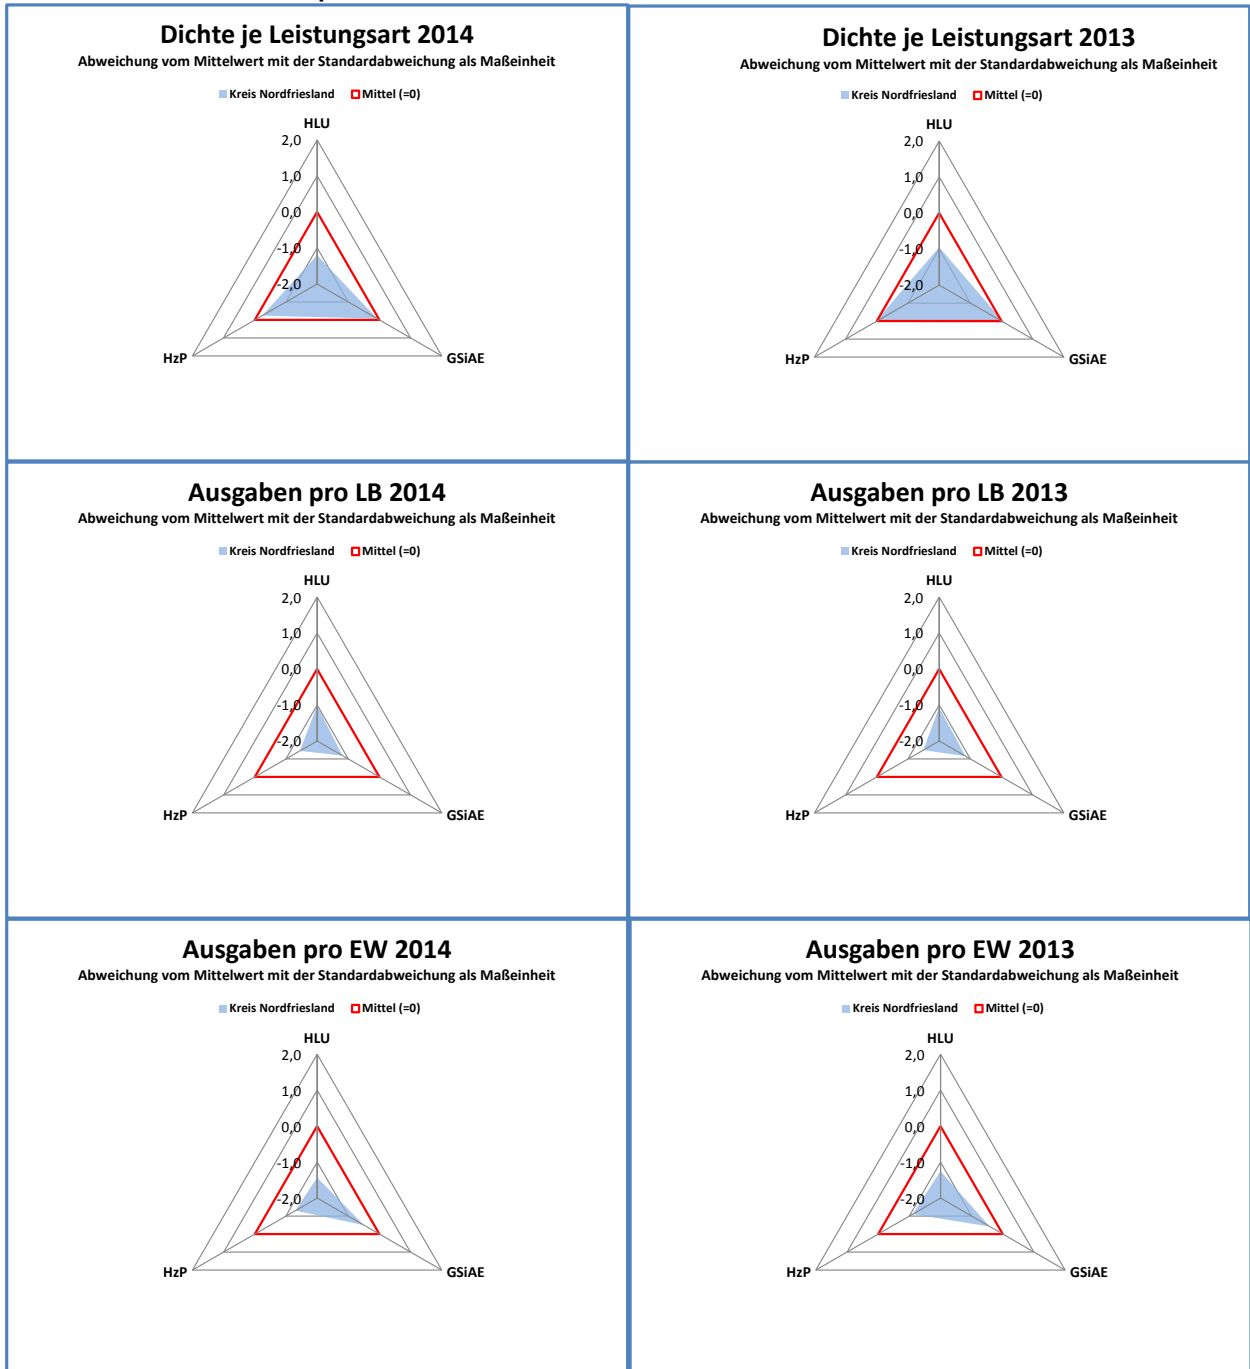 Dichte je Leistungsart 2014
Abweichung vom Mittelwert mit der Standardabweichung als Maßeinheit
Kreis Nordfriesland Mittel (=0)
HLU
2,0
1,0
0,0
-1,0
-2,0
HzP GSiAE
Dichte je Leistungsart 2013
Abweichung vom Mittelwert mit der Standardabweichung als Maßeinheit
Kreis Nordfriesland Mittel (=0)
HLU
2,0
1,0
0,0
-1,0
-2,0
HzP GSiAE
Ausgaben pro LB 2014
Abweichung vom Mittelwert mit der Standardabweichung als Maßeinheit
Kreis Nordfriesland Mittel (=0)
HLU
2,0
1,0
0,0
-1,0
-2,0
HzP GSiAE
Ausgaben pro LB 2013
Abweichung vom Mittelwert mit der Standardabweichung als Maßeinheit
Kreis Nordfriesland Mittel (=0)
HLU
2,0
1,0
0,0
-1,0
-2,0
HzP GSiAE
Ausgaben pro EW 2014
Abweichung vom Mittelwert mit der Standardabweichung als Maßeinheit
Kreis Nordfriesland Mittel (=0)
HLU
2,0
1,0
0,0
-1,0
-2,0
HzP GSiAE
Ausgaben pro EW 2013
Abweichung vom Mittelwert mit der Standardabweichung als Maßeinheit
Kreis Nordfriesland Mittel (=0)
HLU
2,0
1,0
0,0
-1,0
-2,0
HzP GSiAE